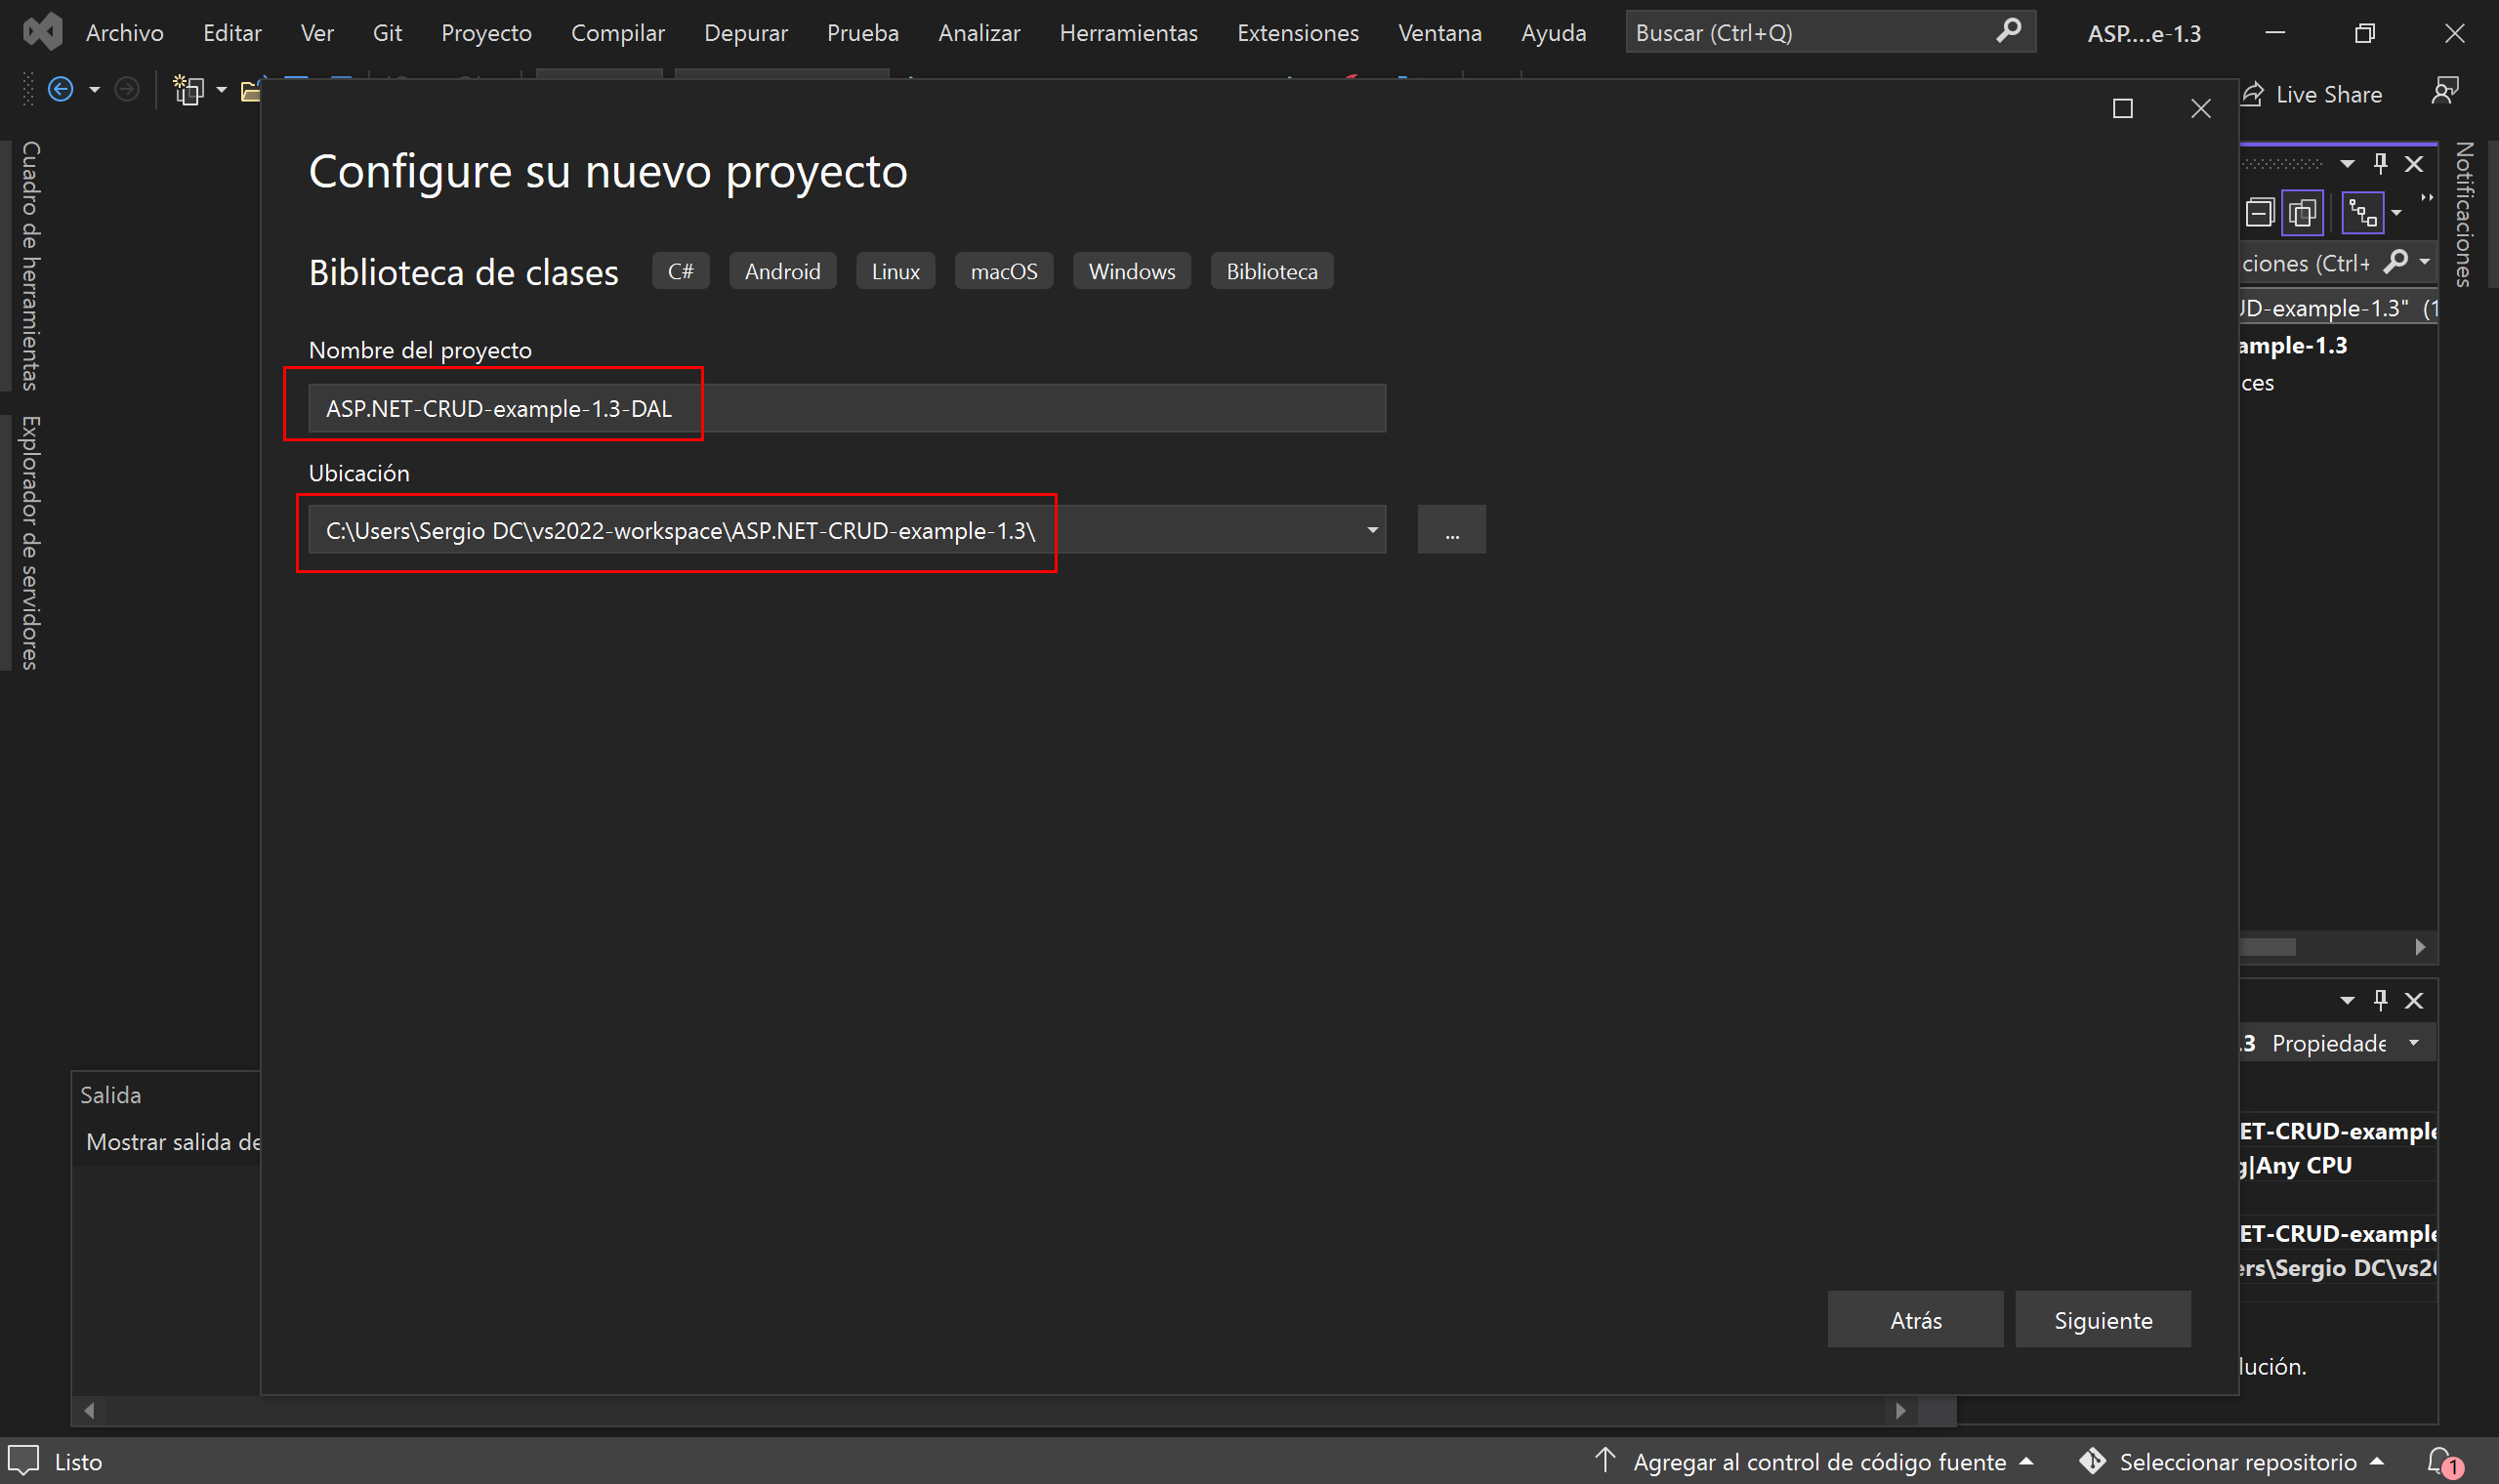 Archivo Editar Ver Git Proyecto Compilar Depurar Prueba Analizar Herramientas Extensiones Ventana Ayuda Buscar (Ctrl+Q) ASP....e-1.3
Live Share
Cuadro de herramientas
Explorador de servidores
Notificaciones
Configure su nuevo proyecto
Biblioteca de clases C# Android Linux macOS Windows Biblioteca
Nombre del proyecto
ASP.NET-CRUD-example-1.3-DAL
Ubicación
C:\Users\Sergio DC\vs2022-workspace\ASP.NET-CRUD-example-1.3\
...
Atrás Siguiente
ciones (Ctrl+
UD-example-1.3" (1
ample-1.3
ces
.3 Propiedade
ET-CRUD-example
g|Any CPU
ET-CRUD-example
ers\Sergio DC\vs20
lución.
Salida
Mostrar salida de
Listo Agregar al control de código fuente Seleccionar repositorio 1